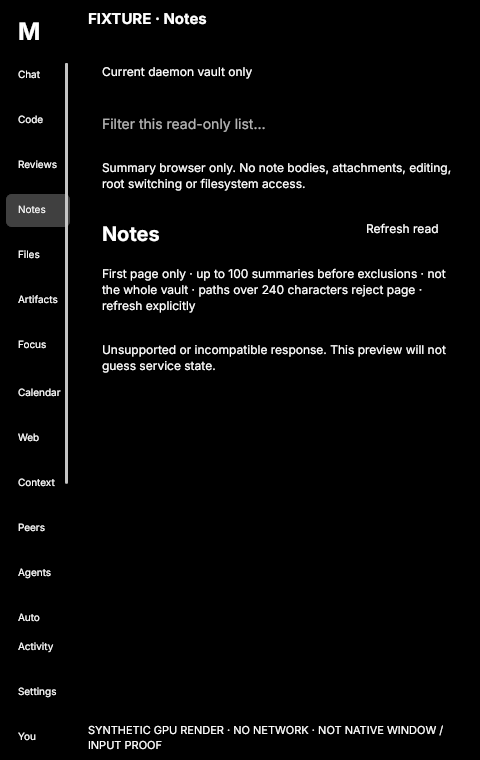 M
FIXTURE · Notes
Chat
Code
Reviews
Notes
Files
Artifacts
Focus
Calendar
Web
Context
Peers
Agents
Auto
Activity
Settings
You
Current daemon vault only
Filter this read-only list...
Summary browser only. No note bodies, attachments, editing,
root switching or filesystem access.
Notes
Refresh read
First page only · up to 100 summaries before exclusions · not
the whole vault · paths over 240 characters reject page ·
refresh explicitly
Unsupported or incompatible response. This preview will not
guess service state.
SYNTHETIC GPU RENDER · NO NETWORK · NOT NATIVE WINDOW /
INPUT PROOF